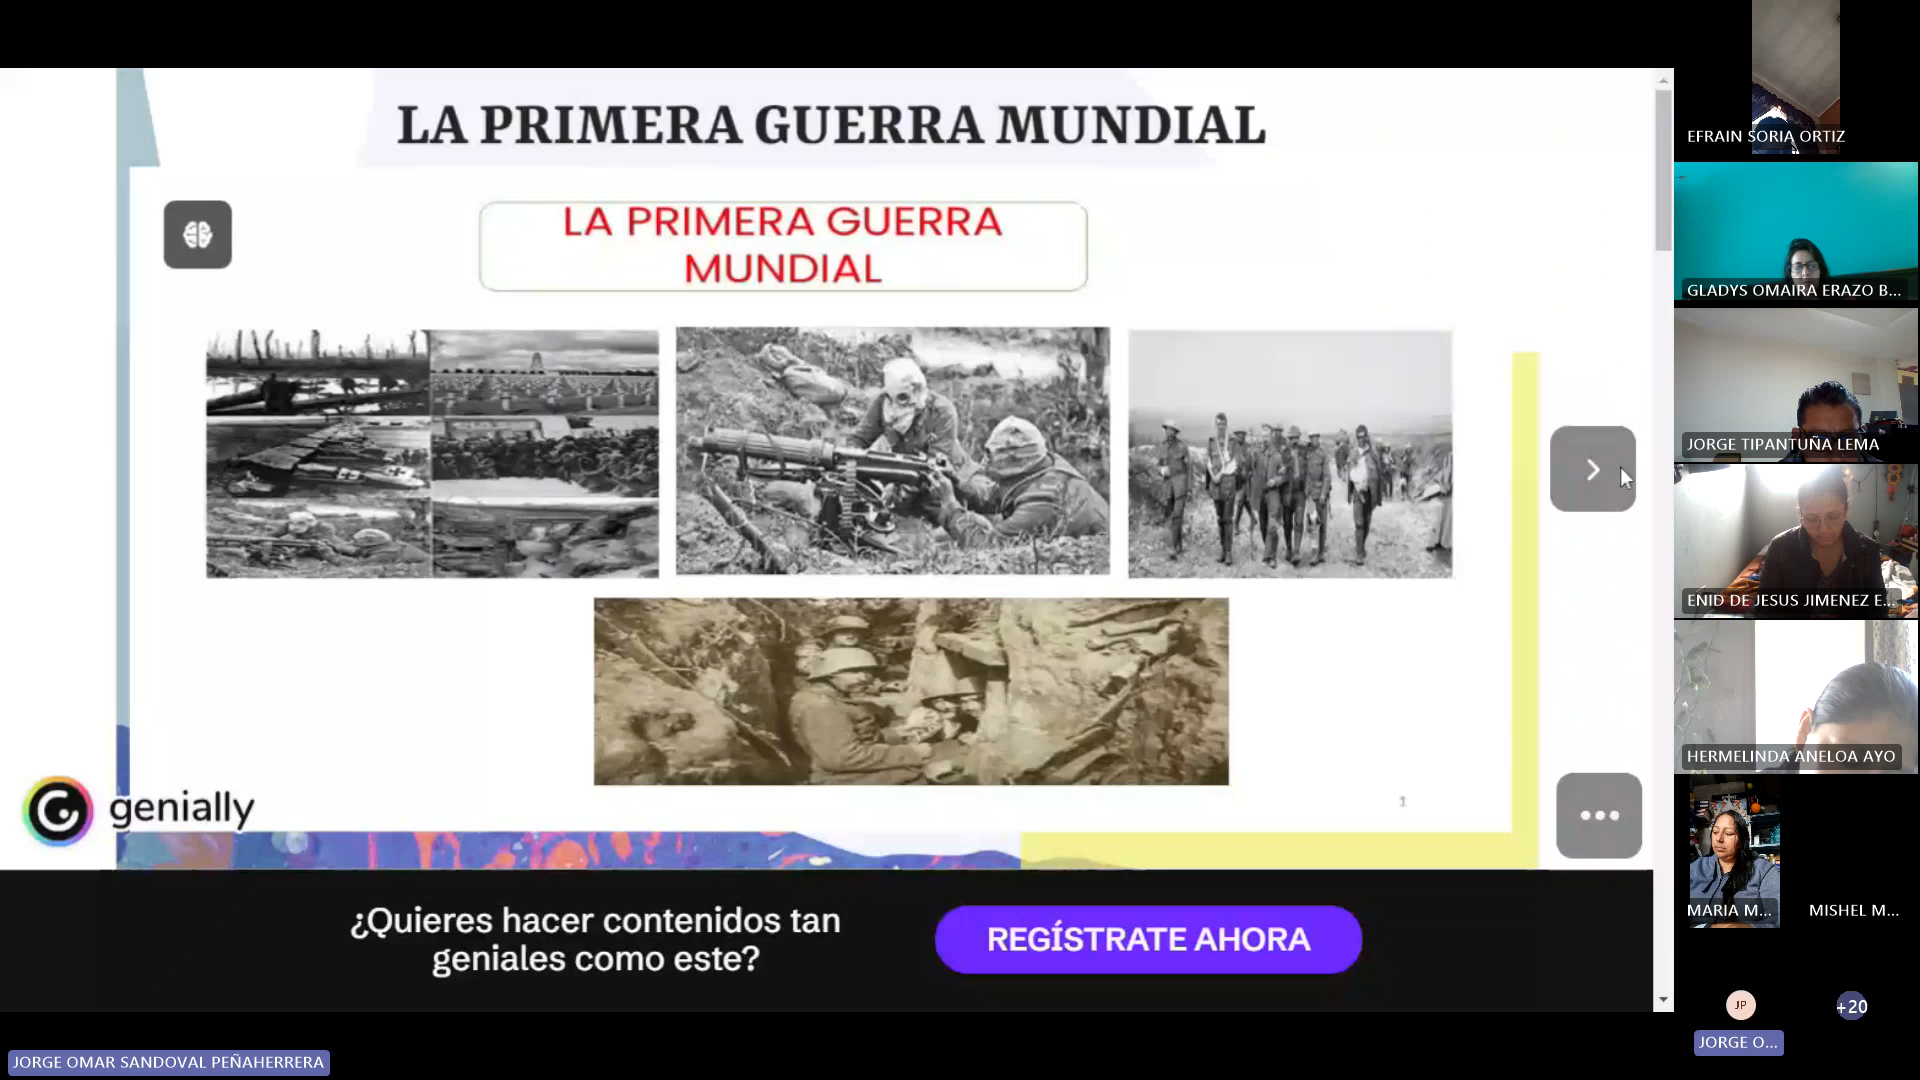 LA PRIMERA GUERRA MUNDIAL
LA PRIMERA GUERRA
MUNDIAL
1
genially
¿Quieres hacer contenidos tan
geniales como este?
REGÍSTRATE AHORA
JORGE OMAR SANDOVAL PEÑAHERRERA
EFRAIN SORIA ORTIZ
GLADYS OMAIRA ERAZO B...
JORGE TIPANTUÑA LEMA
ENID DE JESUS JIMENEZ E...
HERMELINDA ANELOA AYO
MARIA M...
MISHEL M...
JP
+20
JORGE O...